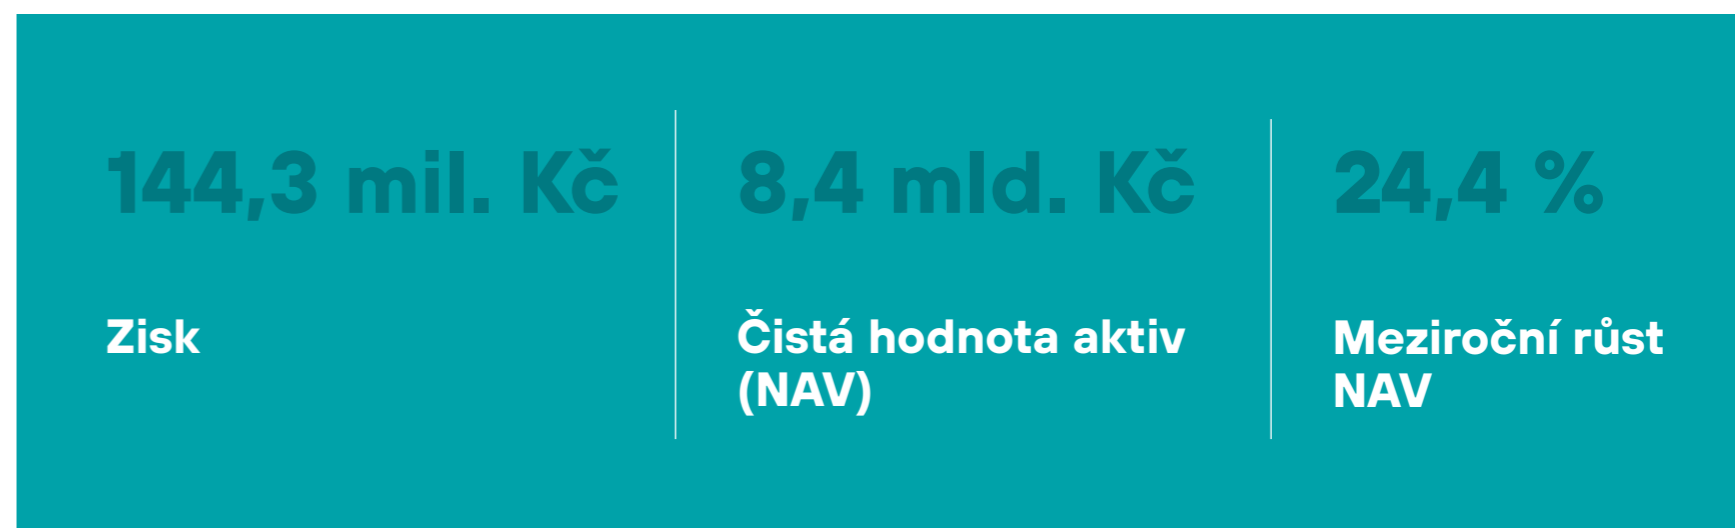 144,3 mil. Kč
Zisk
8,4 mld. Kč
Čistá hodnota aktiv
(NAV)
24,4 %
Meziroční růst
NAV